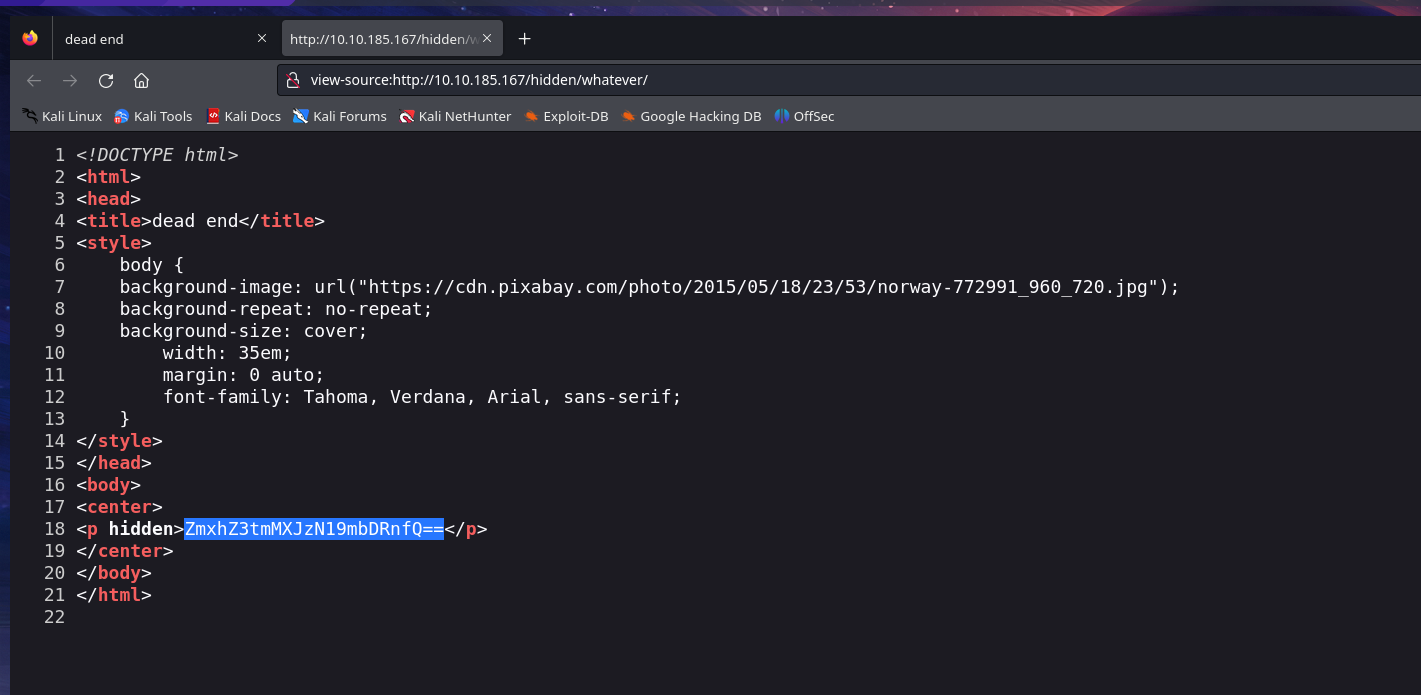 dead end
http://10.10.185.167/hidden/w
view-source:http://10.10.185.167/hidden/whatever/
Kali Linux Kali Tools Kali Docs Kali Forums Kali NetHunter Exploit-DB Google Hacking DB OffSec
1 <!DOCTYPE html>
2 <html>
3 <head>
4 <title>dead end</title>
5 <style>
6     body {
7     background-image: url("https://cdn.pixabay.com/photo/2015/05/18/23/53/norway-772991_960_720.jpg");
8     background-repeat: no-repeat;
9     background-size: cover;
10         width: 35em;
11         margin: 0 auto;
12         font-family: Tahoma, Verdana, Arial, sans-serif;
13     }
14 </style>
15 </head>
16 <body>
17 <center>
18 <p hidden>ZmxhZ3tmMXJzN19mbDRnfQ==</p>
19 </center>
20 </body>
21 </html>
22